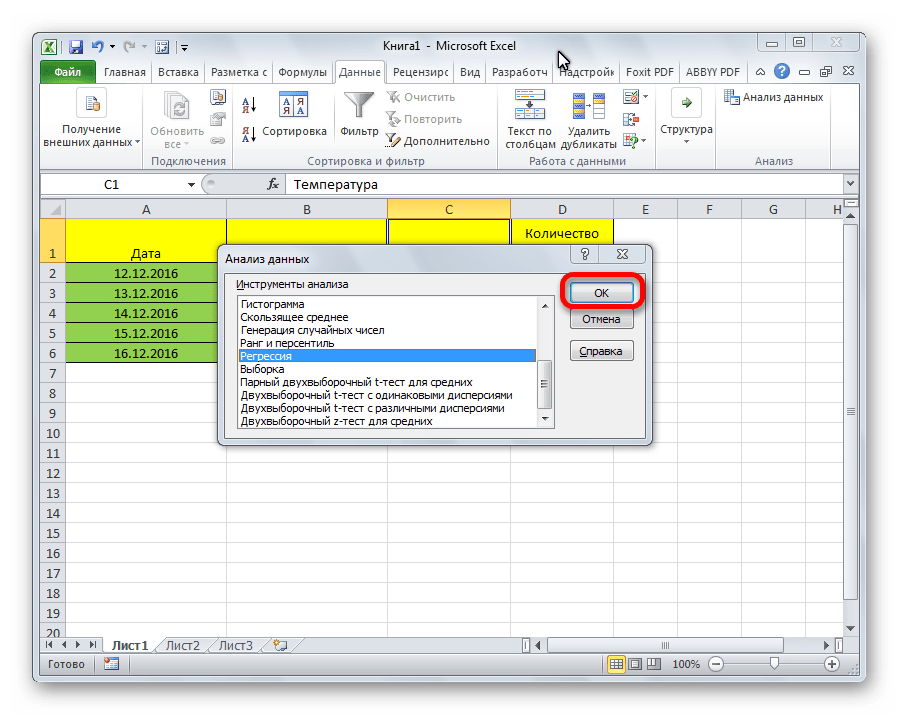 Книга1 - Microsoft Excel
Файл Главная Вставка Разметка с Формулы Данные Рецензирс Вид Разработч Надстройк Foxit PDF ABBYY PDF
Получение внешних данных
Обновить все
Подключения
А Я
Я А
А Я Я А
Сортировка
Фильтр
Очистить
Повторить
Дополнительно
Сортировка и фильтр
Текст по столбцам
Удалить дубликаты
Работа с данными
Структура
Анализ данных
Анализ
C1 fx Температура
A B C D E F G H
1 Дата Количество
2 12.12.2016
3 13.12.2016
4 14.12.2016
5 15.12.2016
6 16.12.2016
7
8
9
10
11
12
13
14
15
16
17
18
19
20
Анализ данных ?
Инструменты анализа
Гистограмма
Скользящее среднее
Генерация случайных чисел
Ранг и персентиль
Регрессия
Выборка
Парный двухвыборочный t-тест для средних
Двухвыборочный t-тест с одинаковыми дисперсиями
Двухвыборочный t-тест с различными дисперсиями
Двухвыборочный z-тест для средних
ОК
Отмена
Справка
Лист1 Лист2 Лист3
Готово 100%